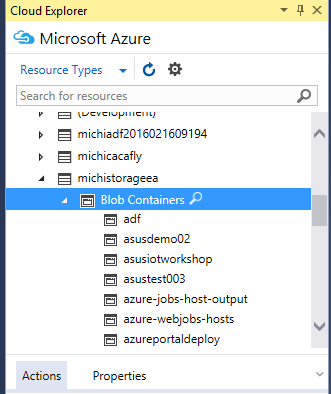 Cloud Explorer
Microsoft Azure
Resource Types
Search for resources
(Development)
michiadf2016021609194
michicacafly
michistorageea
Blob Containers
adf
asusdemo02
asusiotworkshop
asustest003
azure-jobs-host-output
azure-webjobs-hosts
azureportaldeploy
Actions Properties